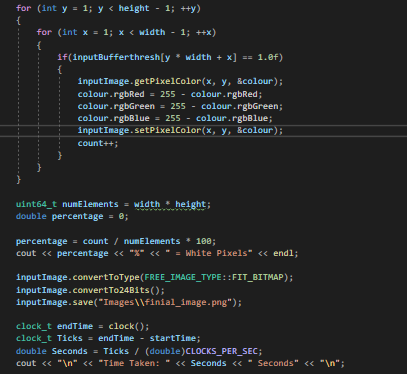 for (int y = 1; y < height - 1; ++y)
{
for (int x = 1; x < width - 1; ++x)
{
if(inputBufferthresh[y * width + x] == 1.0f)
{
inputImage.getPixelColor(x, y, &colour);
colour.rgbRed = 255 - colour.rgbRed;
colour.rgbGreen = 255 - colour.rgbGreen;
colour.rgbBlue = 255 - colour.rgbBlue;
inputImage.setPixelColor(x, y, &colour);
count++;
}
}
}
uint64_t numElements = width * height;
double percentage = 0;
percentage = count / numElements * 100;
cout << percentage << "%" << " = White Pixels" << endl;
inputImage.convertToType(FREE_IMAGE_TYPE::FIT_BITMAP);
inputImage.convertTo24Bits();
inputImage.save("Images\\finial_image.png");
clock_t endTime = clock();
clock_t Ticks = endTime - startTime;
double Seconds = Ticks / (double)CLOCKS_PER_SEC;
cout << "\n" << "Time Taken: " << Seconds << " Seconds" << "\n";